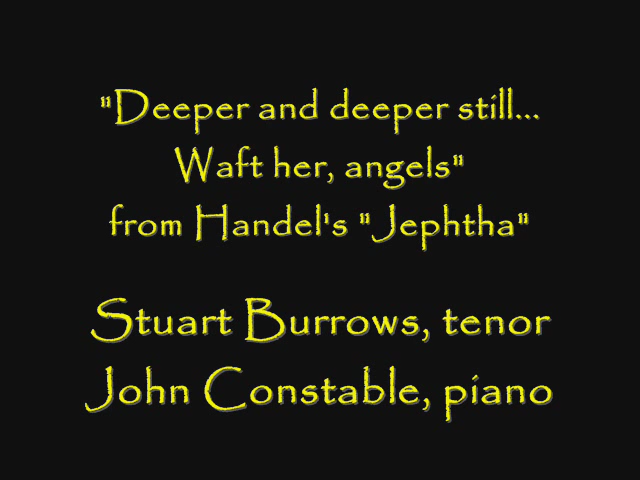 "Deeper and deeper still...
Waft her, angels"
from Handel's "Jephtha"
Stuart Burrows, tenor
John Constable, piano